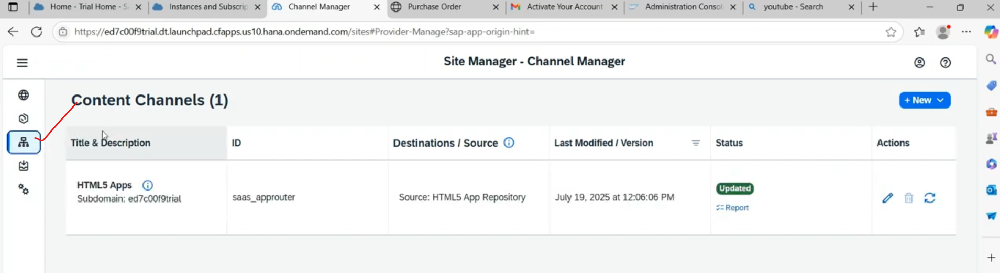 Home - Trial Home - S
Instances and Subscrip
Channel Manager
Purchase Order
Activate Your Account
Administration Consol
youtube - Search
https://ed7c00f9trial.dt.launchpad.cfapps.us10.hana.ondemand.com/sites#Provider-Manage?sap-app-origin-hint=
Site Manager - Channel Manager
Content Channels (1)
+ New
Title & Description
ID
Destinations / Source
Last Modified / Version
Status
Actions
HTML5 Apps
Subdomain: ed7c00f9trial
saas_approuter
Source: HTML5 App Repository
July 19, 2025 at 12:06:06 PM
Updated
Report